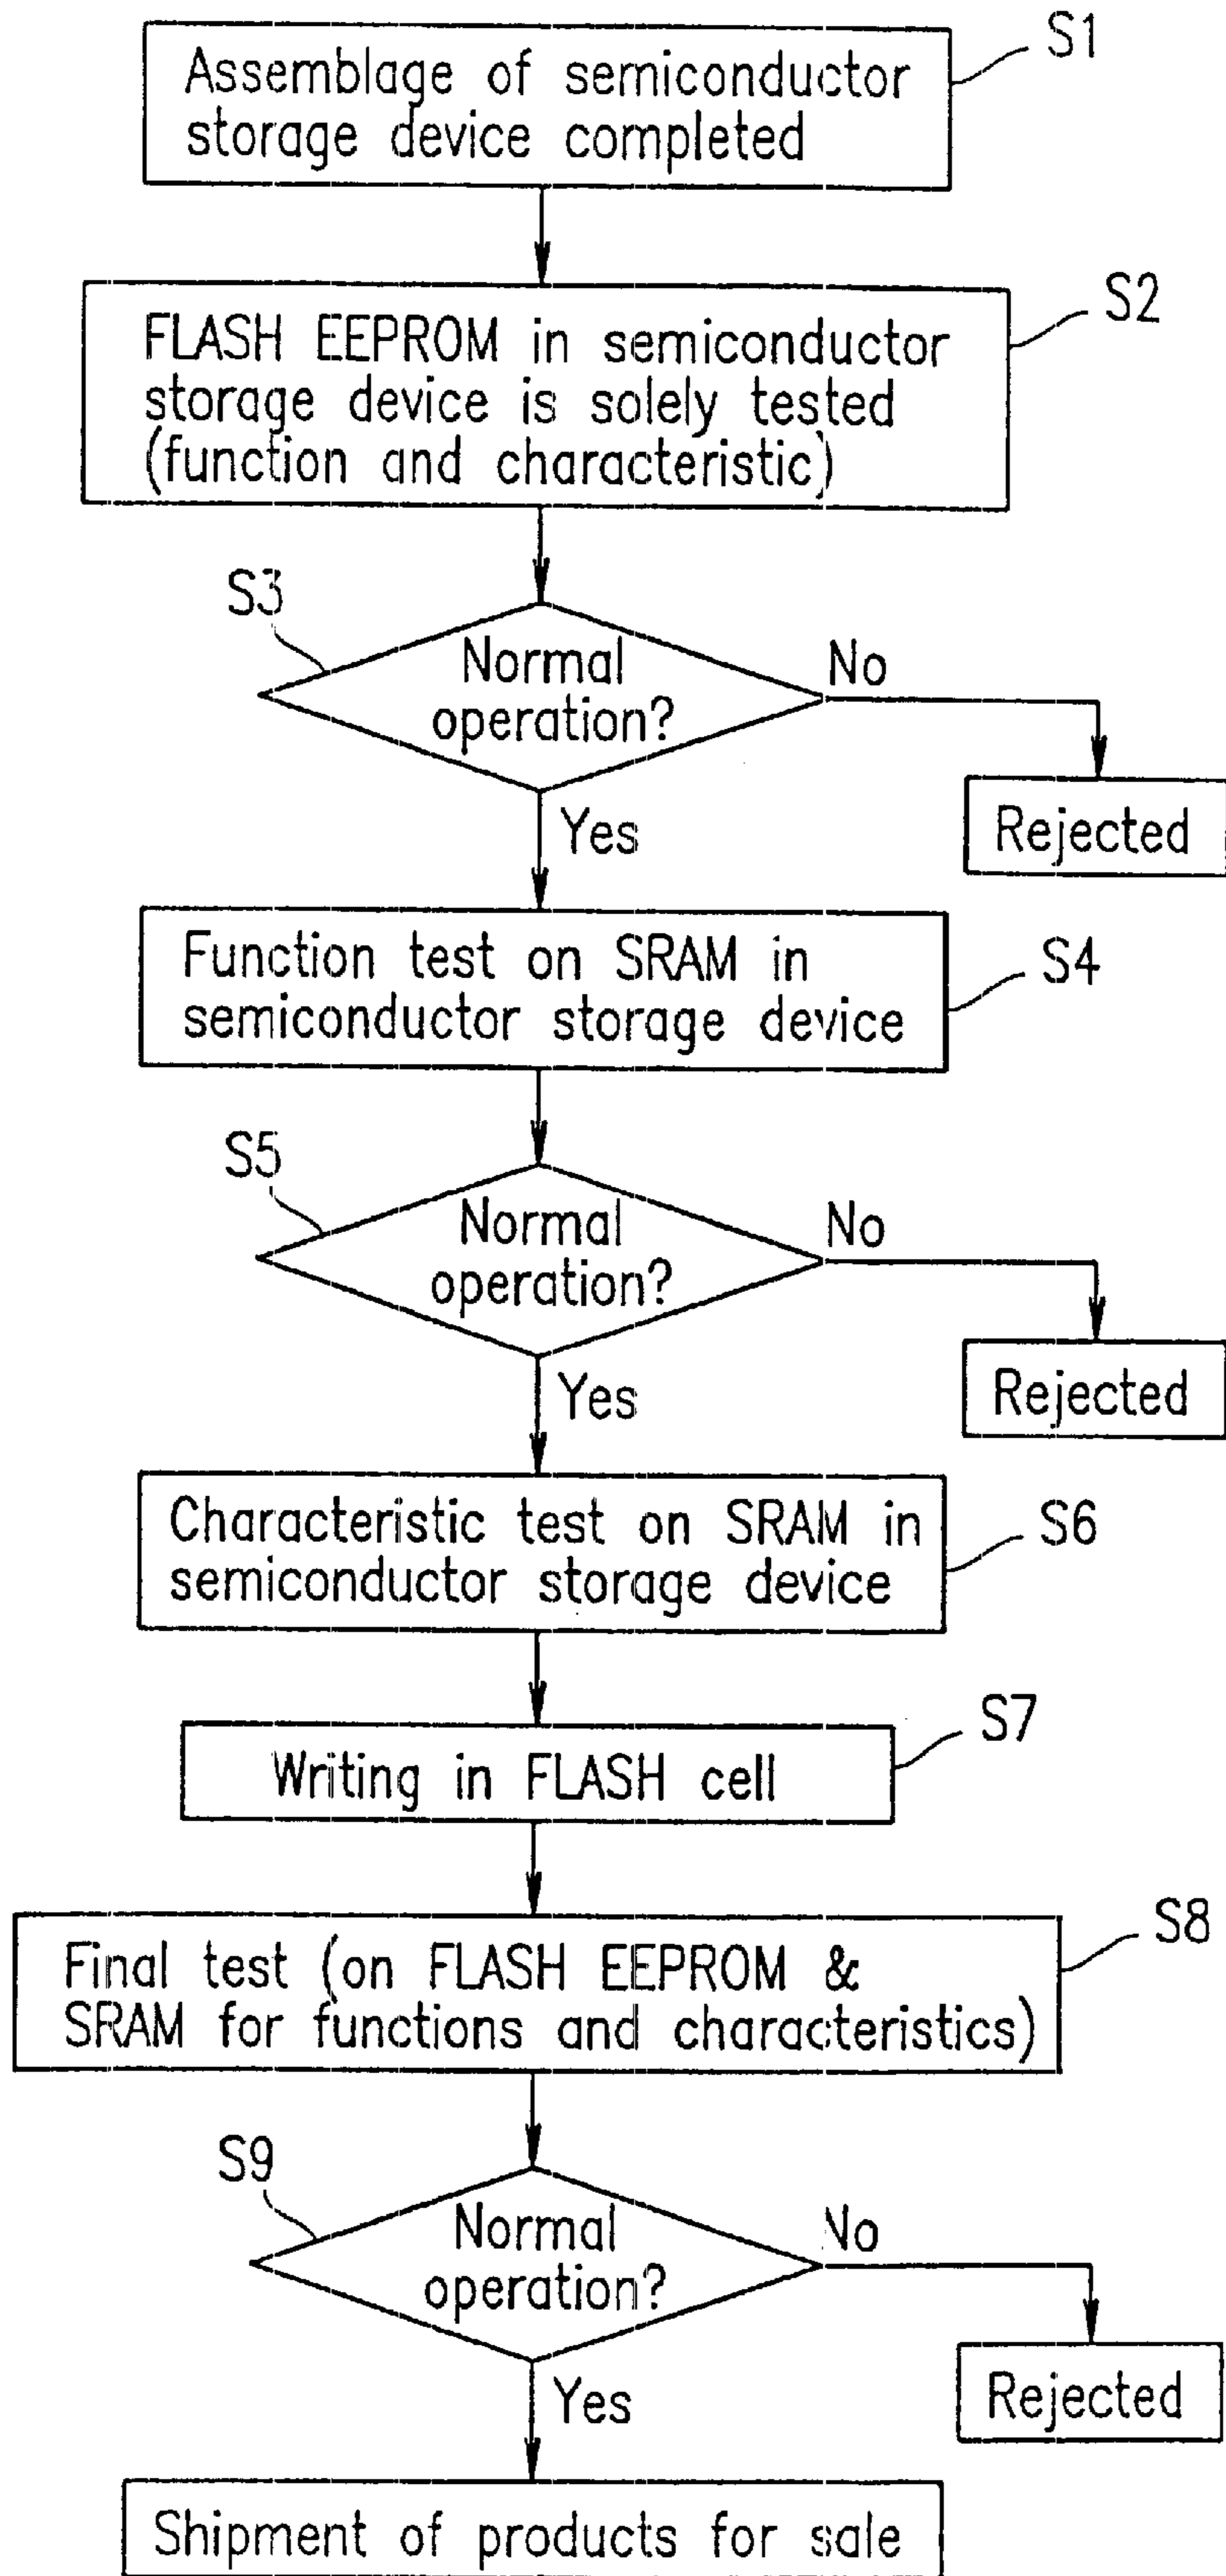 S1
Assemblage of semiconductor
storage device completed
S2
FLASH EEPROM in semiconductor
storage device is solely tested
(function and characteristic)
S3
Normal
operation?
No
Rejected
Yes
S4
Function test on SRAM in
semiconductor storage device
S5
Normal
operation?
No
Rejected
Yes
S6
Characteristic test on SRAM in
semiconductor storage device
S7
Writing in FLASH cell
S8
Final test (on FLASH EEPROM &
SRAM for functions and characteristics)
S9
Normal
operation?
No
Rejected
Yes
Shipment of products for sale